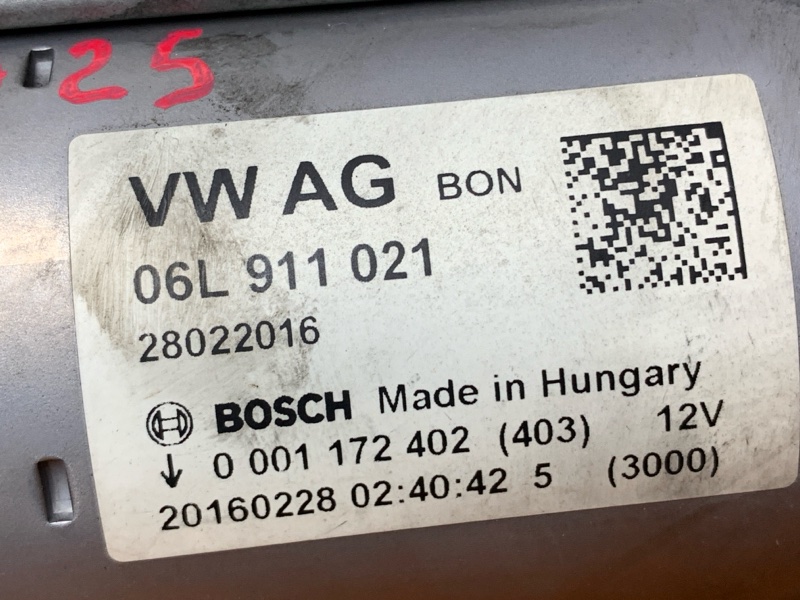 25
VW AG BON
06L 911 021
28022016
BOSCH Made in Hungary
0 001 172 402 (403) 12V
20160228 02:40:42 5 (3000)